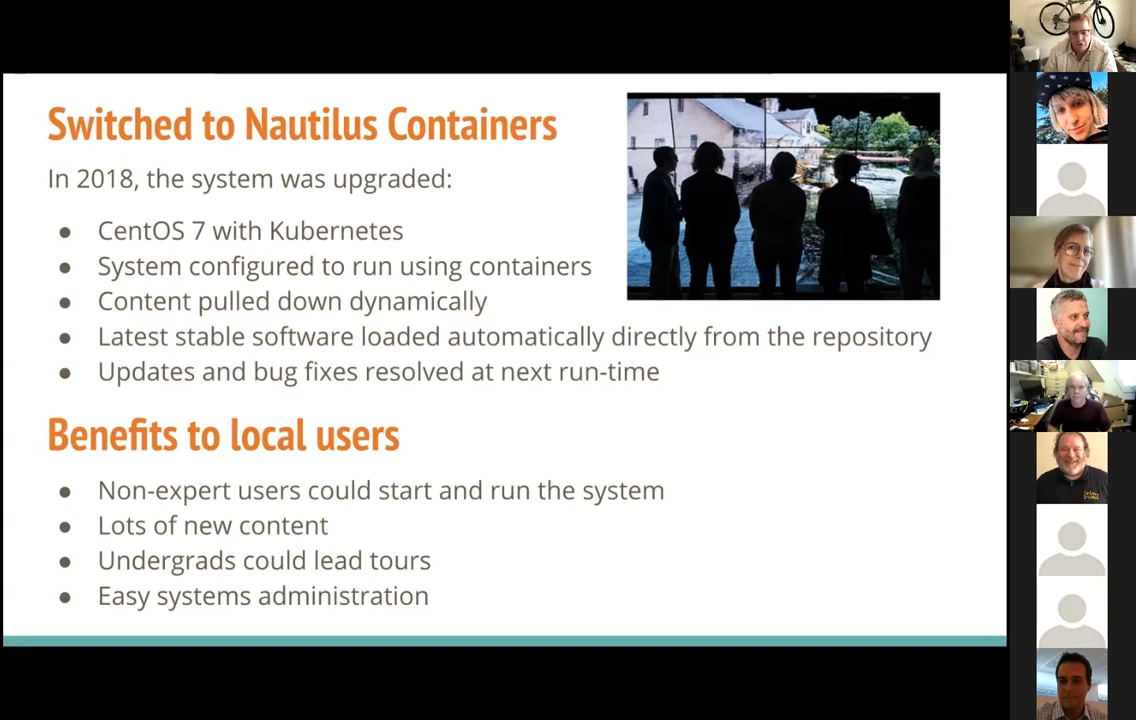 Switched to Nautilus Containers
In 2018, the system was upgraded:
● CentOS 7 with Kubernetes
● System configured to run using containers
● Content pulled down dynamically
● Latest stable software loaded automatically directly from the repository
● Updates and bug fixes resolved at next run-time
Benefits to local users
● Non-expert users could start and run the system
● Lots of new content
● Undergrads could lead tours
● Easy systems administration